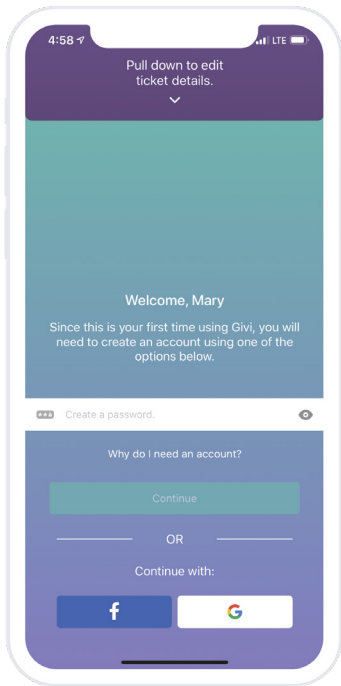 4:58
LTE
Pull down to edit
ticket details.
Welcome, Mary
Since this is your first time using Givi, you will
need to create an account using one of the
options below.
Create a password.
Why do I need an account?
Continue
OR
Continue with:
f
G